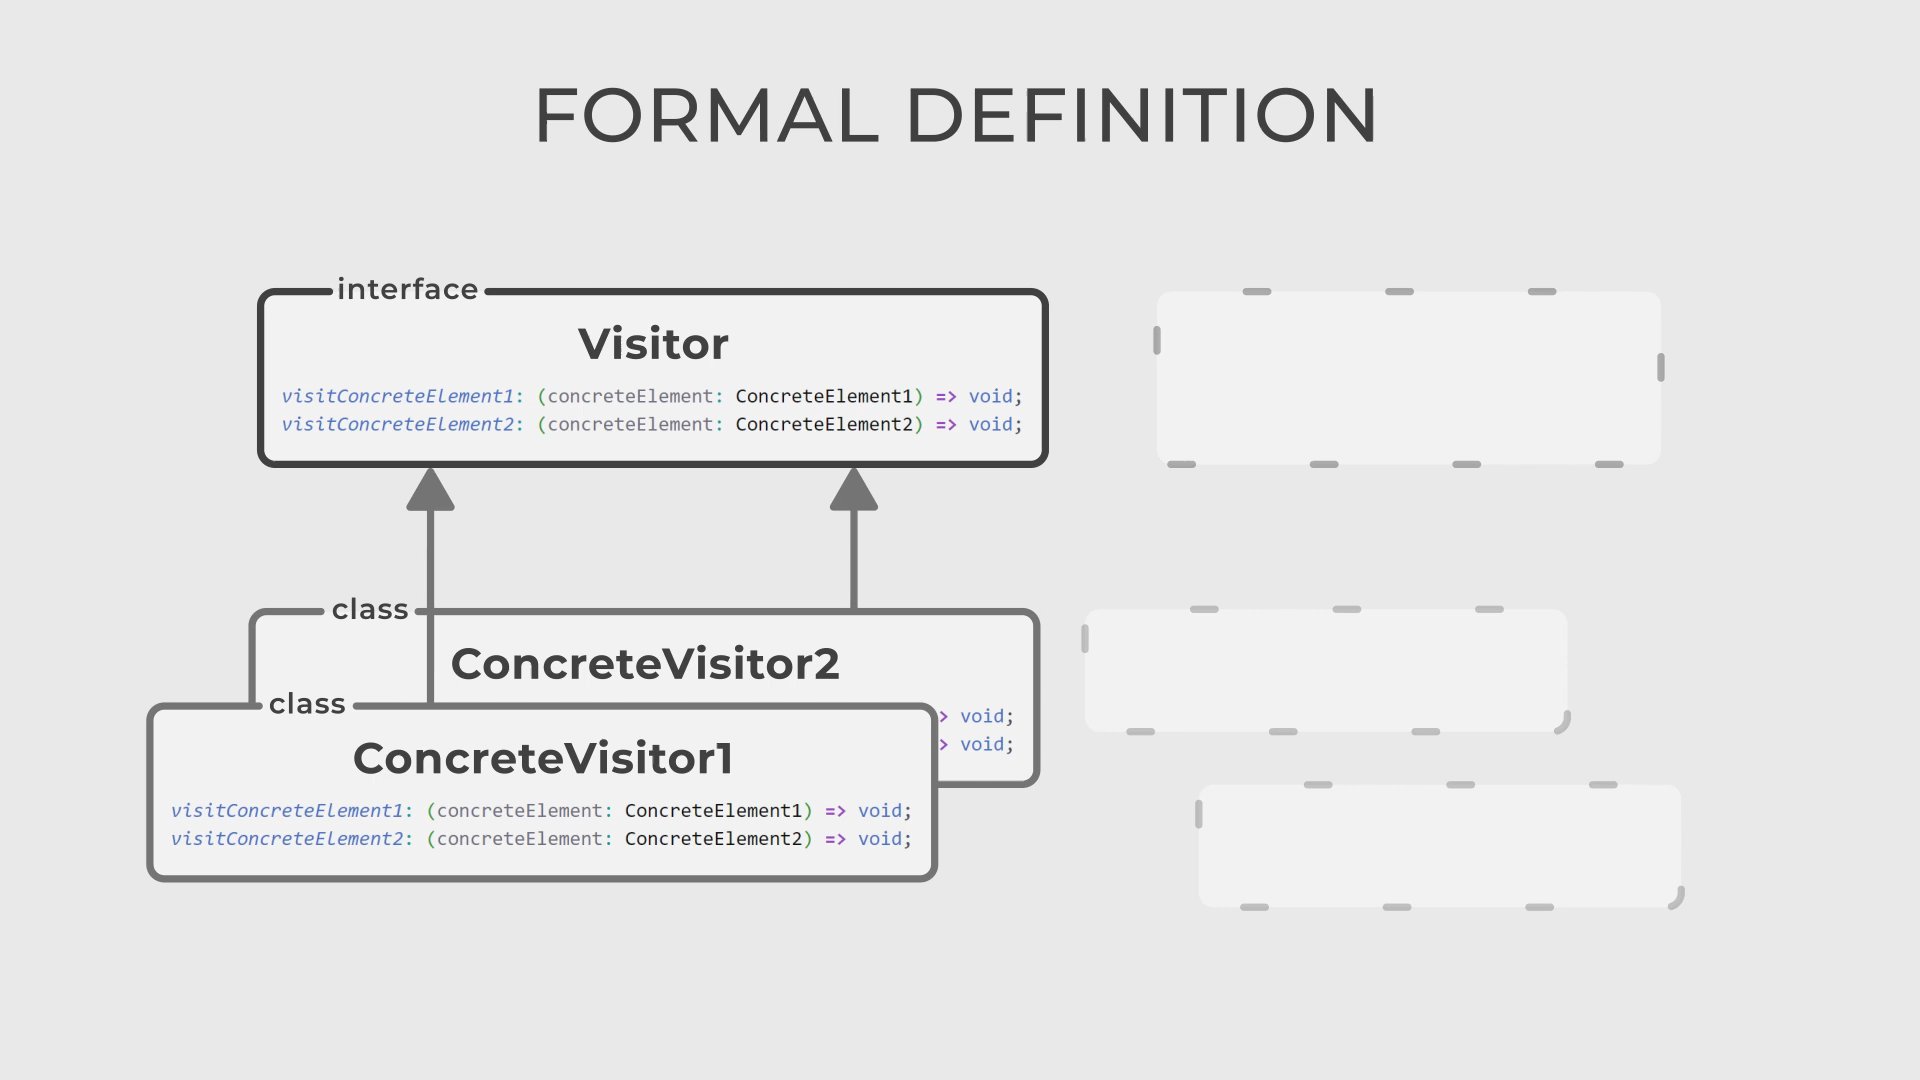 FORMAL DEFINITION
interface
Visitor
visitConcreteElement1: (concreteElement: ConcreteElement1) => void;
visitConcreteElement2: (concreteElement: ConcreteElement2) => void;
class
ConcreteVisitor2
> void;
> void;
class
ConcreteVisitor1
visitConcreteElement1: (concreteElement: ConcreteElement1) => void;
visitConcreteElement2: (concreteElement: ConcreteElement2) => void;